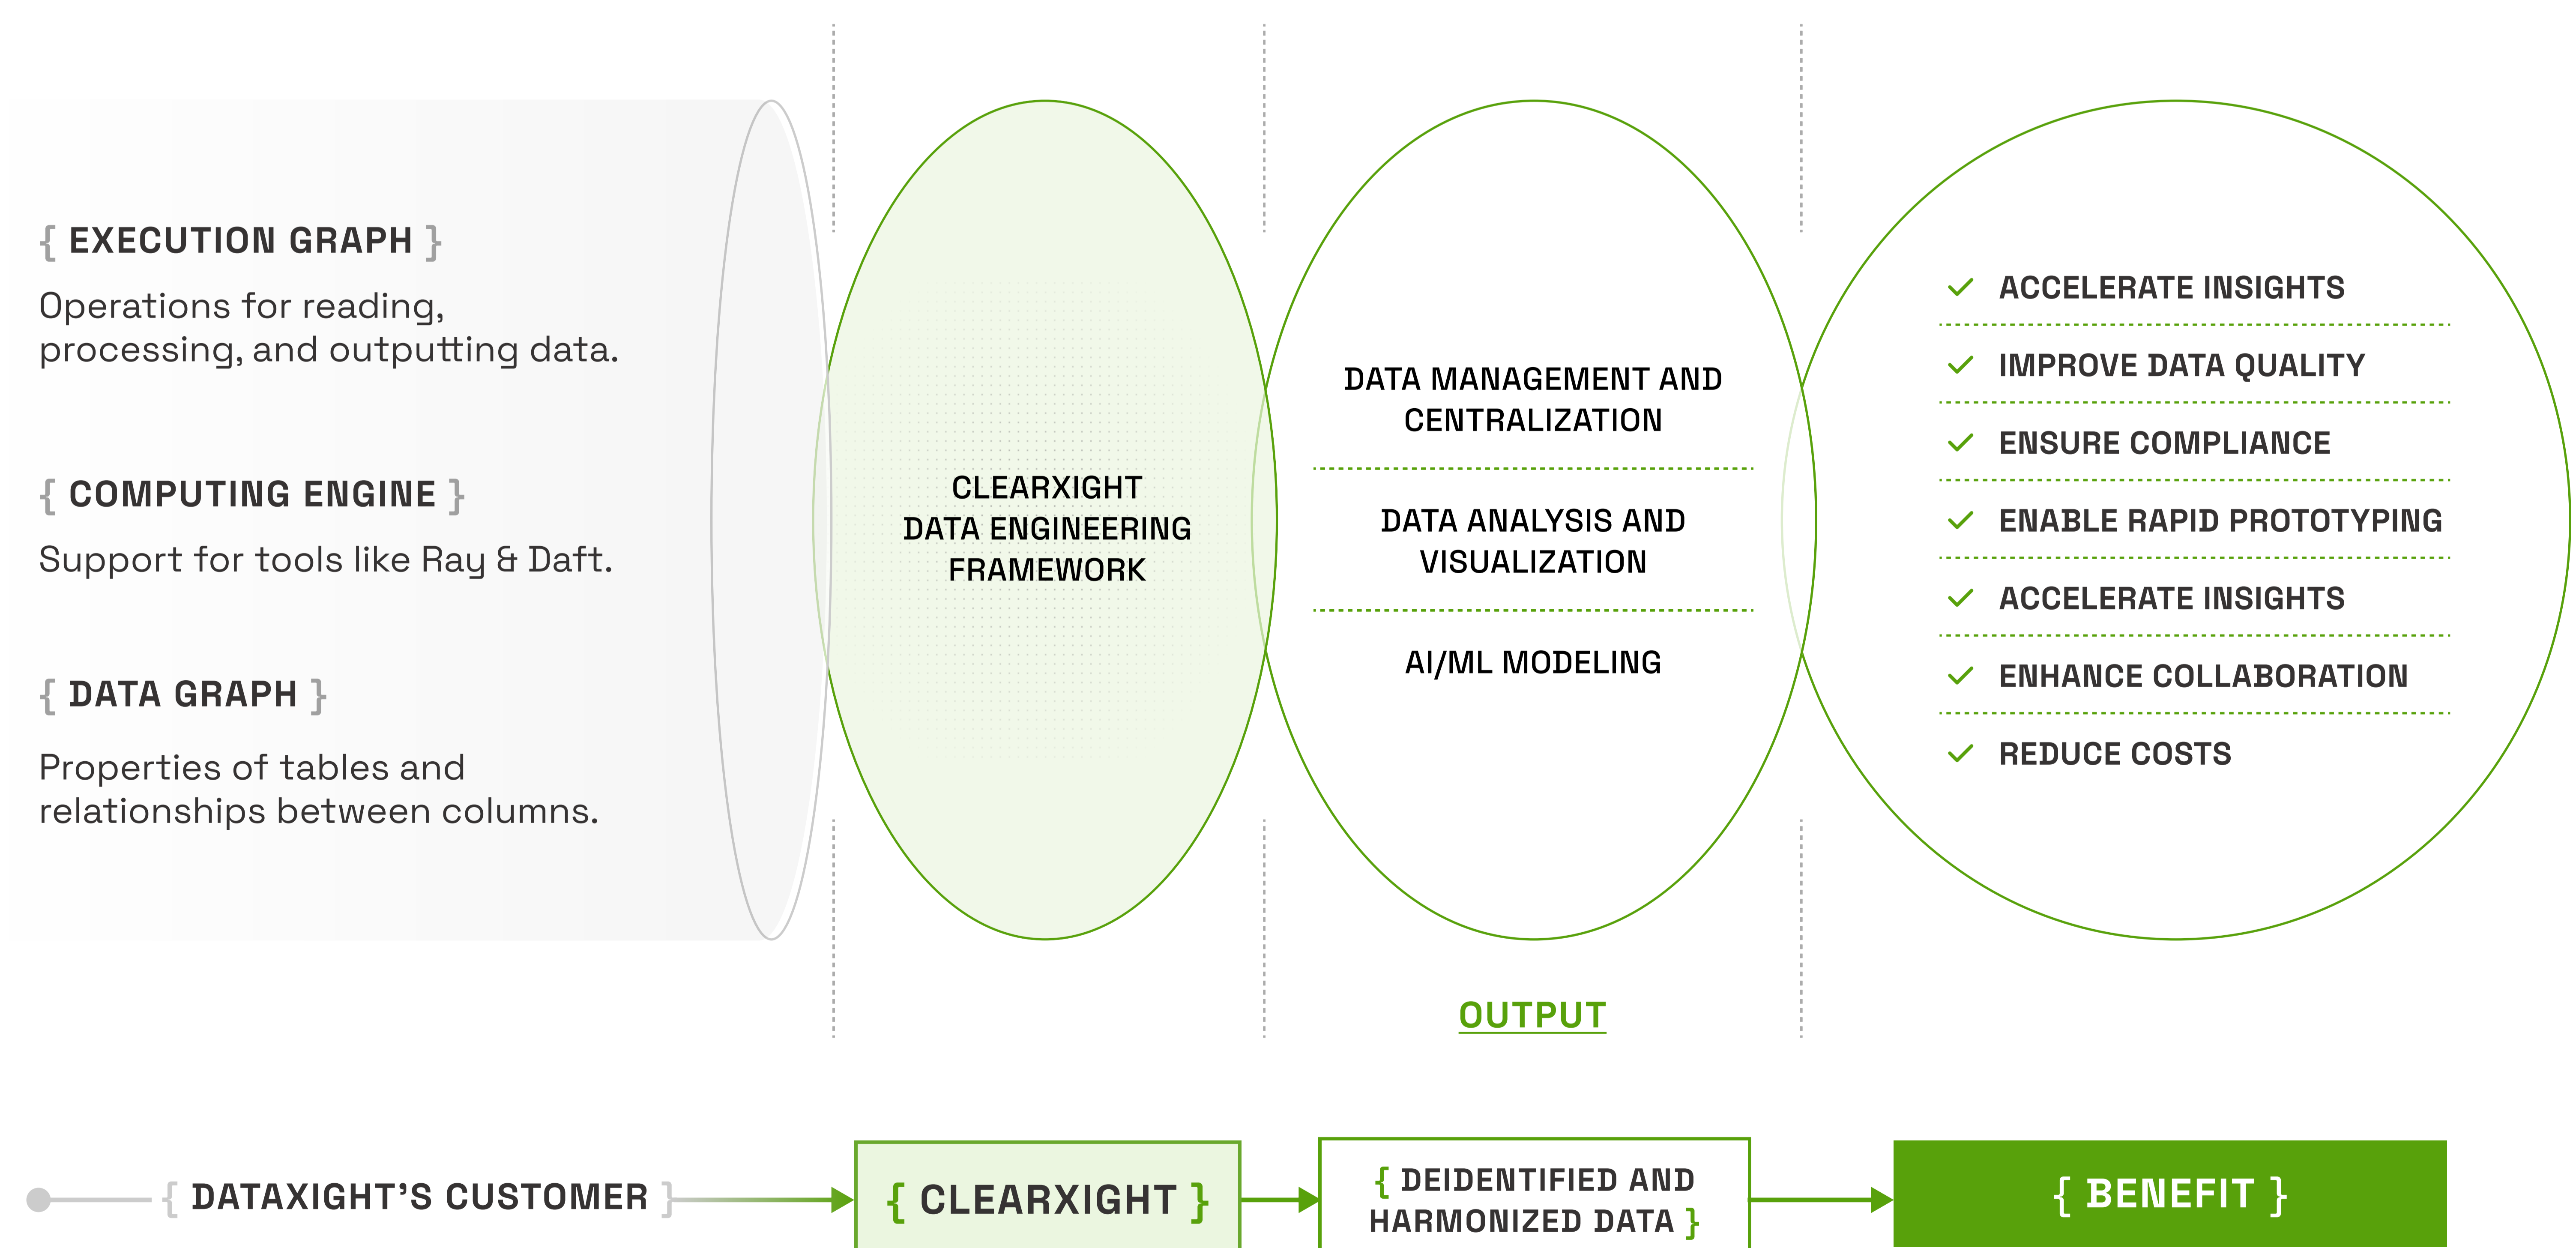 { EXECUTION GRAPH }
Operations for reading,
processing, and outputting data.
{ COMPUTING ENGINE }
Support for tools like Ray & Daft.
{ DATA GRAPH }
Properties of tables and
relationships between columns.
CLEARXIGHT
DATA ENGINEERING
FRAMEWORK
DATA MANAGEMENT AND
CENTRALIZATION
DATA ANALYSIS AND
VISUALIZATION
AI/ML MODELING
OUTPUT
✓ ACCELERATE INSIGHTS
✓ IMPROVE DATA QUALITY
✓ ENSURE COMPLIANCE
✓ ENABLE RAPID PROTOTYPING
✓ ACCELERATE INSIGHTS
✓ ENHANCE COLLABORATION
✓ REDUCE COSTS
{ DATAXIGHT’S CUSTOMER }
{ CLEARXIGHT }
{ DEIDENTIFIED AND
HARMONIZED DATA }
{ BENEFIT }